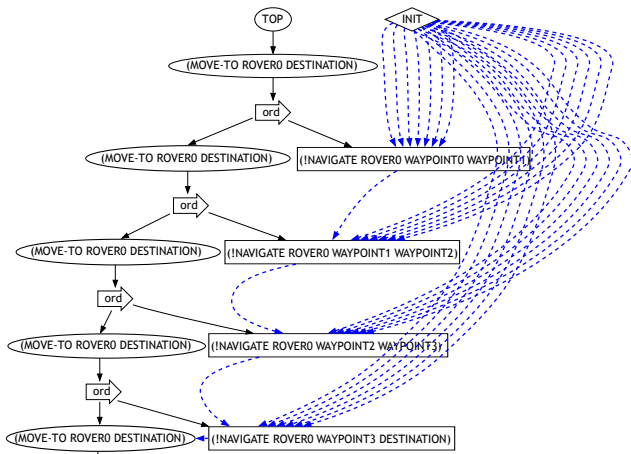 TOP
INIT
(MOVE-TO ROVER0 DESTINATION)
ord
(MOVE-TO ROVER0 DESTINATION)
(!NAVIGATE ROVER0 WAYPOINT0 WAYPOINT1)
ord
(MOVE-TO ROVER0 DESTINATION)
(!NAVIGATE ROVER0 WAYPOINT1 WAYPOINT2)
ord
(MOVE-TO ROVER0 DESTINATION)
(!NAVIGATE ROVER0 WAYPOINT2 WAYPOINT3)
ord
(MOVE-TO ROVER0 DESTINATION)
(!NAVIGATE ROVER0 WAYPOINT3 DESTINATION)